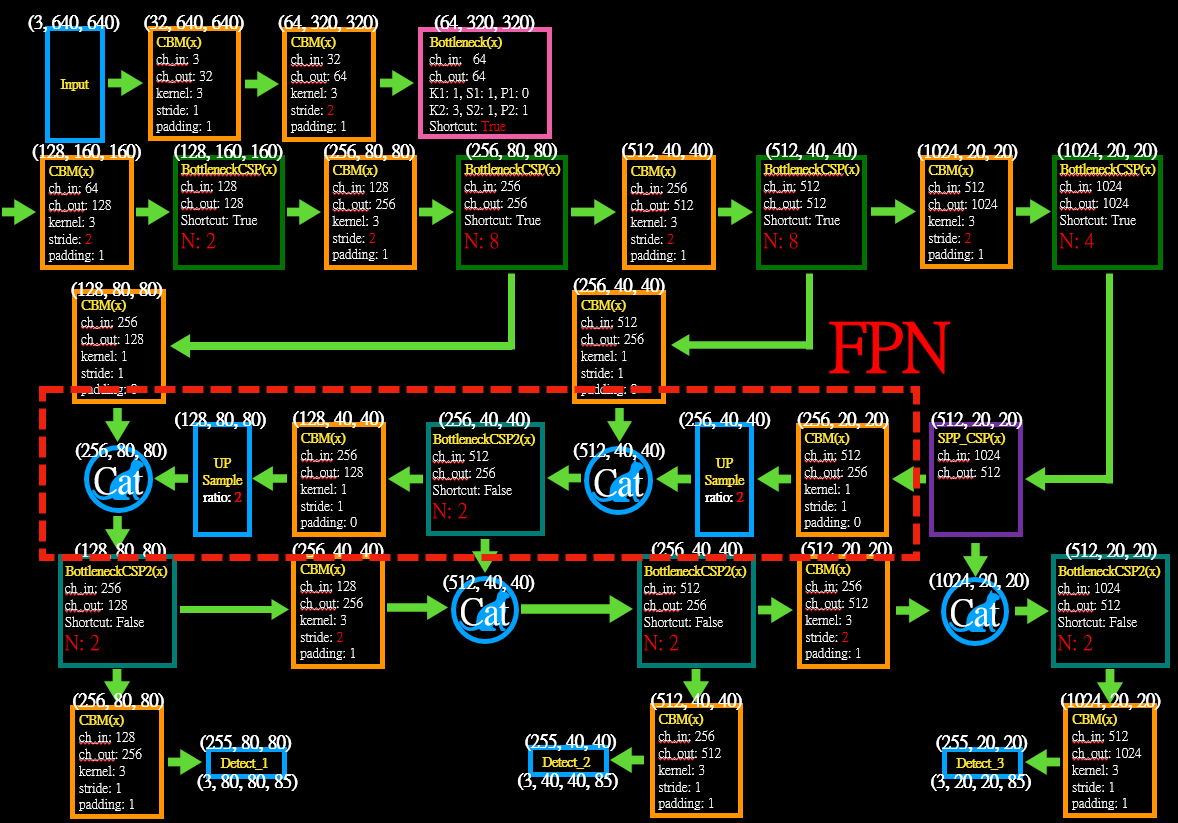 (3, 640, 640)
Input
(32, 640, 640)
CBM(x)
ch_in: 3
ch_out: 32
kernel: 3
stride: 1
padding: 1
(64, 320, 320)
CBM(x)
ch_in: 32
ch_out: 64
kernel: 3
stride: 2
padding: 1
(64, 320, 320)
Bottleneck(x)
ch_in: 64
ch_out: 64
K1: 1, S1: 1, P1: 0
K2: 3, S2: 1, P2: 1
Shortcut: True
(128, 160, 160)
CBM(x)
ch_in: 64
ch_out: 128
kernel: 3
stride: 2
padding: 1
(128, 160, 160)
BottleneckCSP(x)
ch_in: 128
ch_out: 128
Shortcut: True
N: 2
(256, 80, 80)
CBM(x)
ch_in: 128
ch_out: 256
kernel: 3
stride: 2
padding: 1
(256, 80, 80)
BottleneckCSP(x)
ch_in: 256
ch_out: 256
Shortcut: True
N: 8
(512, 40, 40)
CBM(x)
ch_in: 256
ch_out: 512
kernel: 3
stride: 2
padding: 1
(512, 40, 40)
BottleneckCSP(x)
ch_in: 512
ch_out: 512
Shortcut: True
N: 8
(1024, 20, 20)
CBM(x)
ch_in: 512
ch_out: 1024
kernel: 3
stride: 2
padding: 1
(1024, 20, 20)
BottleneckCSP(x)
ch_in: 1024
ch_out: 1024
Shortcut: True
N: 4
(128, 80, 80)
CBM(x)
ch_in: 256
ch_out: 128
kernel: 1
stride: 1
padding: 0
(256, 40, 40)
CBM(x)
ch_in: 512
ch_out: 256
kernel: 1
stride: 1
padding: 0
FPN
(256, 80, 80)
Cat
(128, 80, 80)
UP
Sample
ratio: 2
(128, 40, 40)
CBM(x)
ch_in: 256
ch_out: 128
kernel: 1
stride: 1
padding: 0
(256, 40, 40)
BottleneckCSP2(x)
ch_in: 512
ch_out: 256
Shortcut: False
N: 2
(512, 40, 40)
Cat
(256, 40, 40)
UP
Sample
ratio: 2
(256, 20, 20)
CBM(x)
ch_in: 512
ch_out: 256
kernel: 1
stride: 1
padding: 0
(512, 20, 20)
SPP_CSP(x)
ch_in: 1024
ch_out: 512
(128, 80, 80)
BottleneckCSP2(x)
ch_in: 256
ch_out: 128
Shortcut: False
N: 2
(256, 40, 40)
CBM(x)
ch_in: 128
ch_out: 256
kernel: 3
stride: 2
padding: 1
(512, 40, 40)
Cat
(256, 40, 40)
BottleneckCSP2(x)
ch_in: 512
ch_out: 256
Shortcut: False
N: 2
(512, 20, 20)
CBM(x)
ch_in: 256
ch_out: 512
kernel: 3
stride: 2
padding: 1
(1024, 20, 20)
Cat
(512, 20, 20)
BottleneckCSP2(x)
ch_in: 1024
ch_out: 512
Shortcut: False
N: 2
(256, 80, 80)
CBM(x)
ch_in: 128
ch_out: 256
kernel: 3
stride: 1
padding: 1
(255, 80, 80)
Detect_1
(3, 80, 80, 85)
(255, 40, 40)
Detect_2
(3, 40, 40, 85)
(512, 40, 40)
CBM(x)
ch_in: 256
ch_out: 512
kernel: 3
stride: 1
padding: 1
(255, 20, 20)
Detect_3
(3, 20, 20, 85)
(1024, 20, 20)
CBM(x)
ch_in: 512
ch_out: 1024
kernel: 3
stride: 1
padding: 1